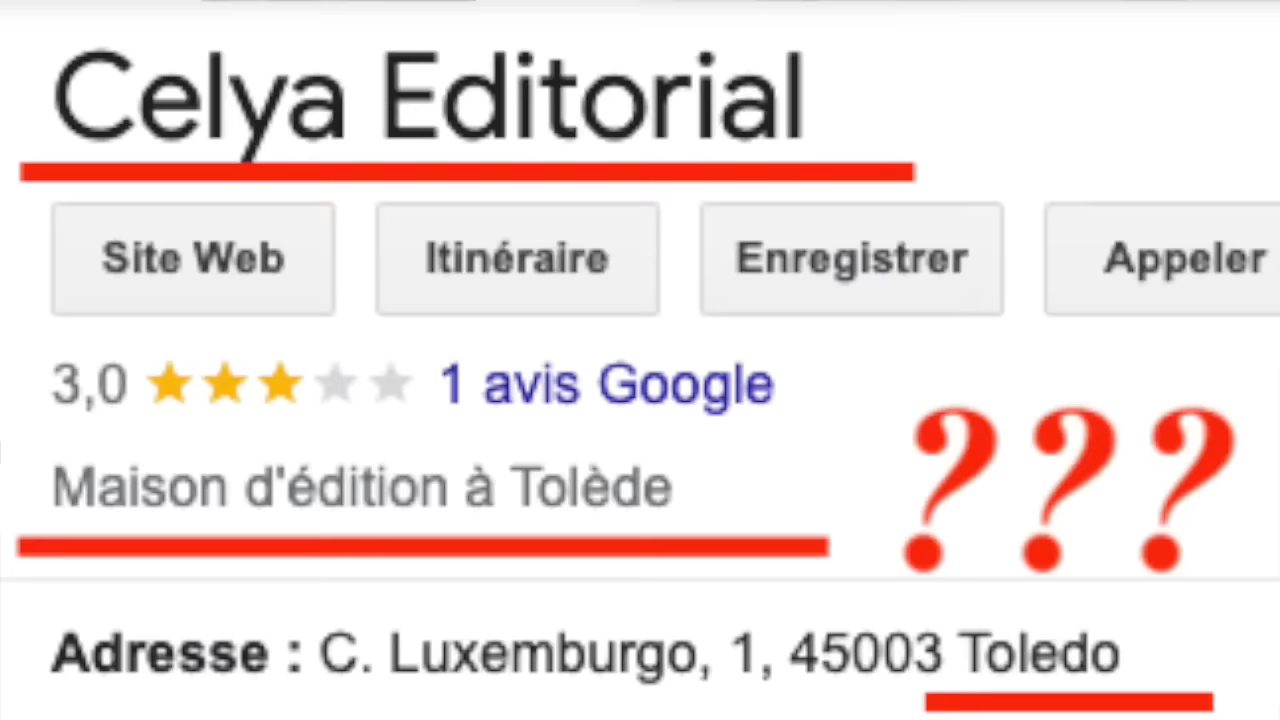 Celya Editorial
Site Web Itinéraire Enregistrer Appeler
3,0 1 avis Google
Maison d'édition à Tolède
???
Adresse : C. Luxemburgo, 1, 45003 Toledo